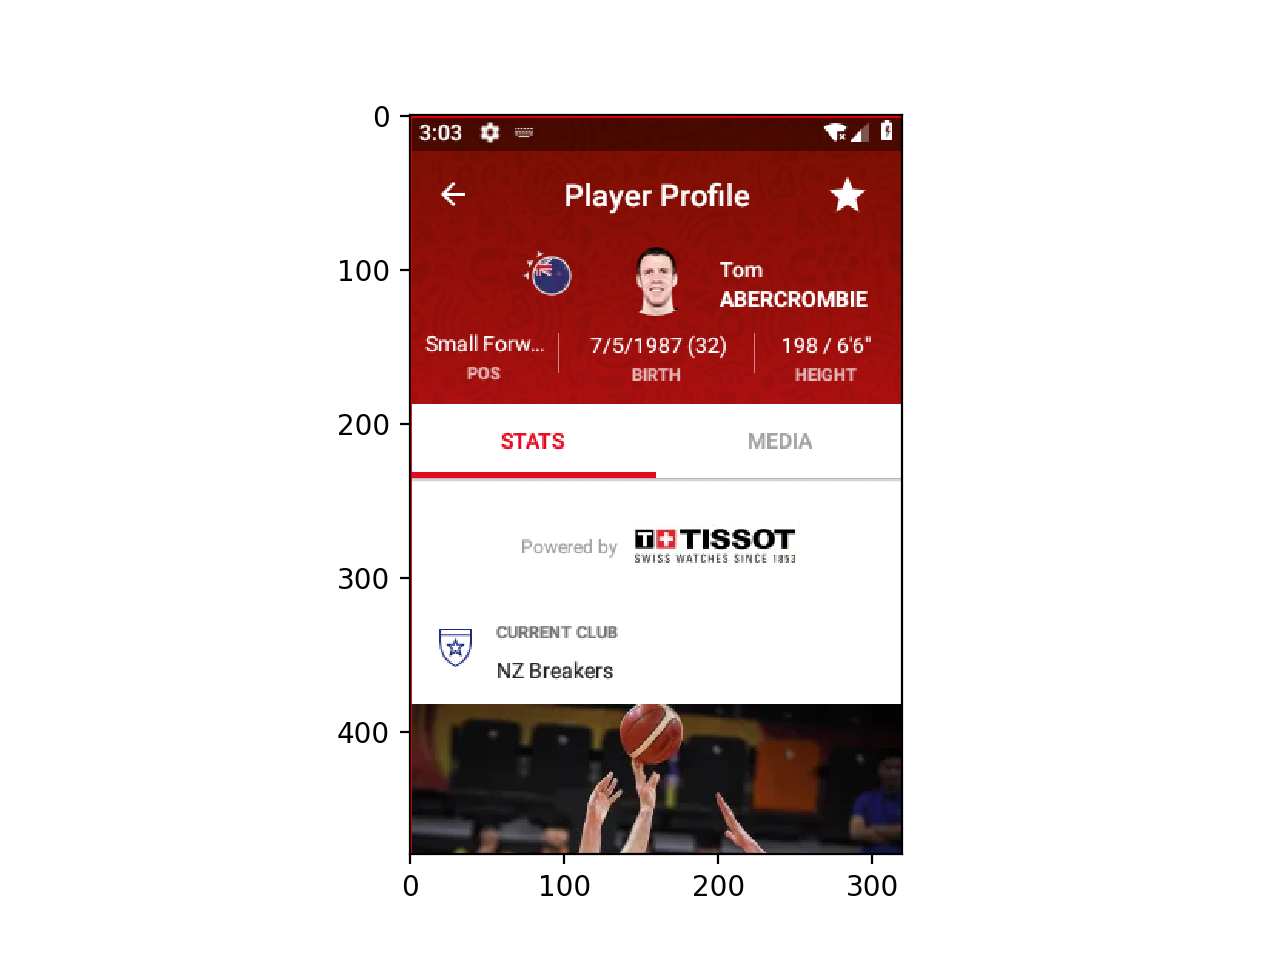 3:03
Player Profile
Tom
ABERCROMBIE
Small Forw...
POS
7/5/1987 (32)
BIRTH
198 / 6'6"
HEIGHT
STATS
MEDIA
Powered by
T+ TISSOT
SWISS WATCHES SINCE 1853
CURRENT CLUB
NZ Breakers
0
100
200
300
400
0
100
200
300